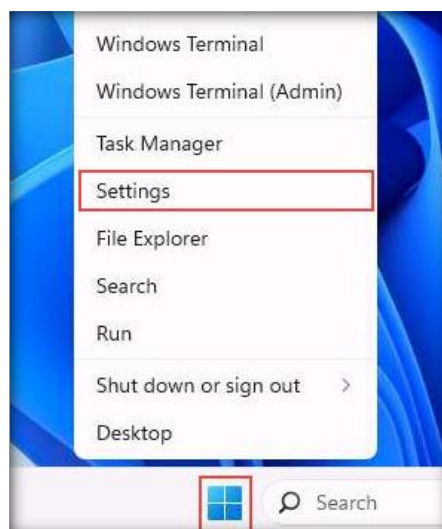 Windows Terminal
Windows Terminal (Admin)
Task Manager
Settings
File Explorer
Search
Run
Shut down or sign out
Desktop
Search